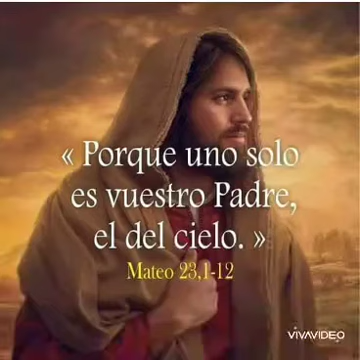 « Porque uno solo
es vuestro Padre,
el del cielo. »
Mateo 23,1-12
VIVAVIDEO